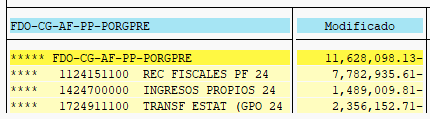 FDO-CG-AF-PP-PORGPRE Modificado
***** FDO-CG-AF-PP-PORGPRE 11,628,098.13-
**** 1124151100 REC FISCALES PF 24 7,782,935.61-
**** 1424700000 INGRESOS PROPIOS 24 1,489,009.81-
**** 1724911100 TRANSF ESTAT (GPO 24 2,356,152.71-